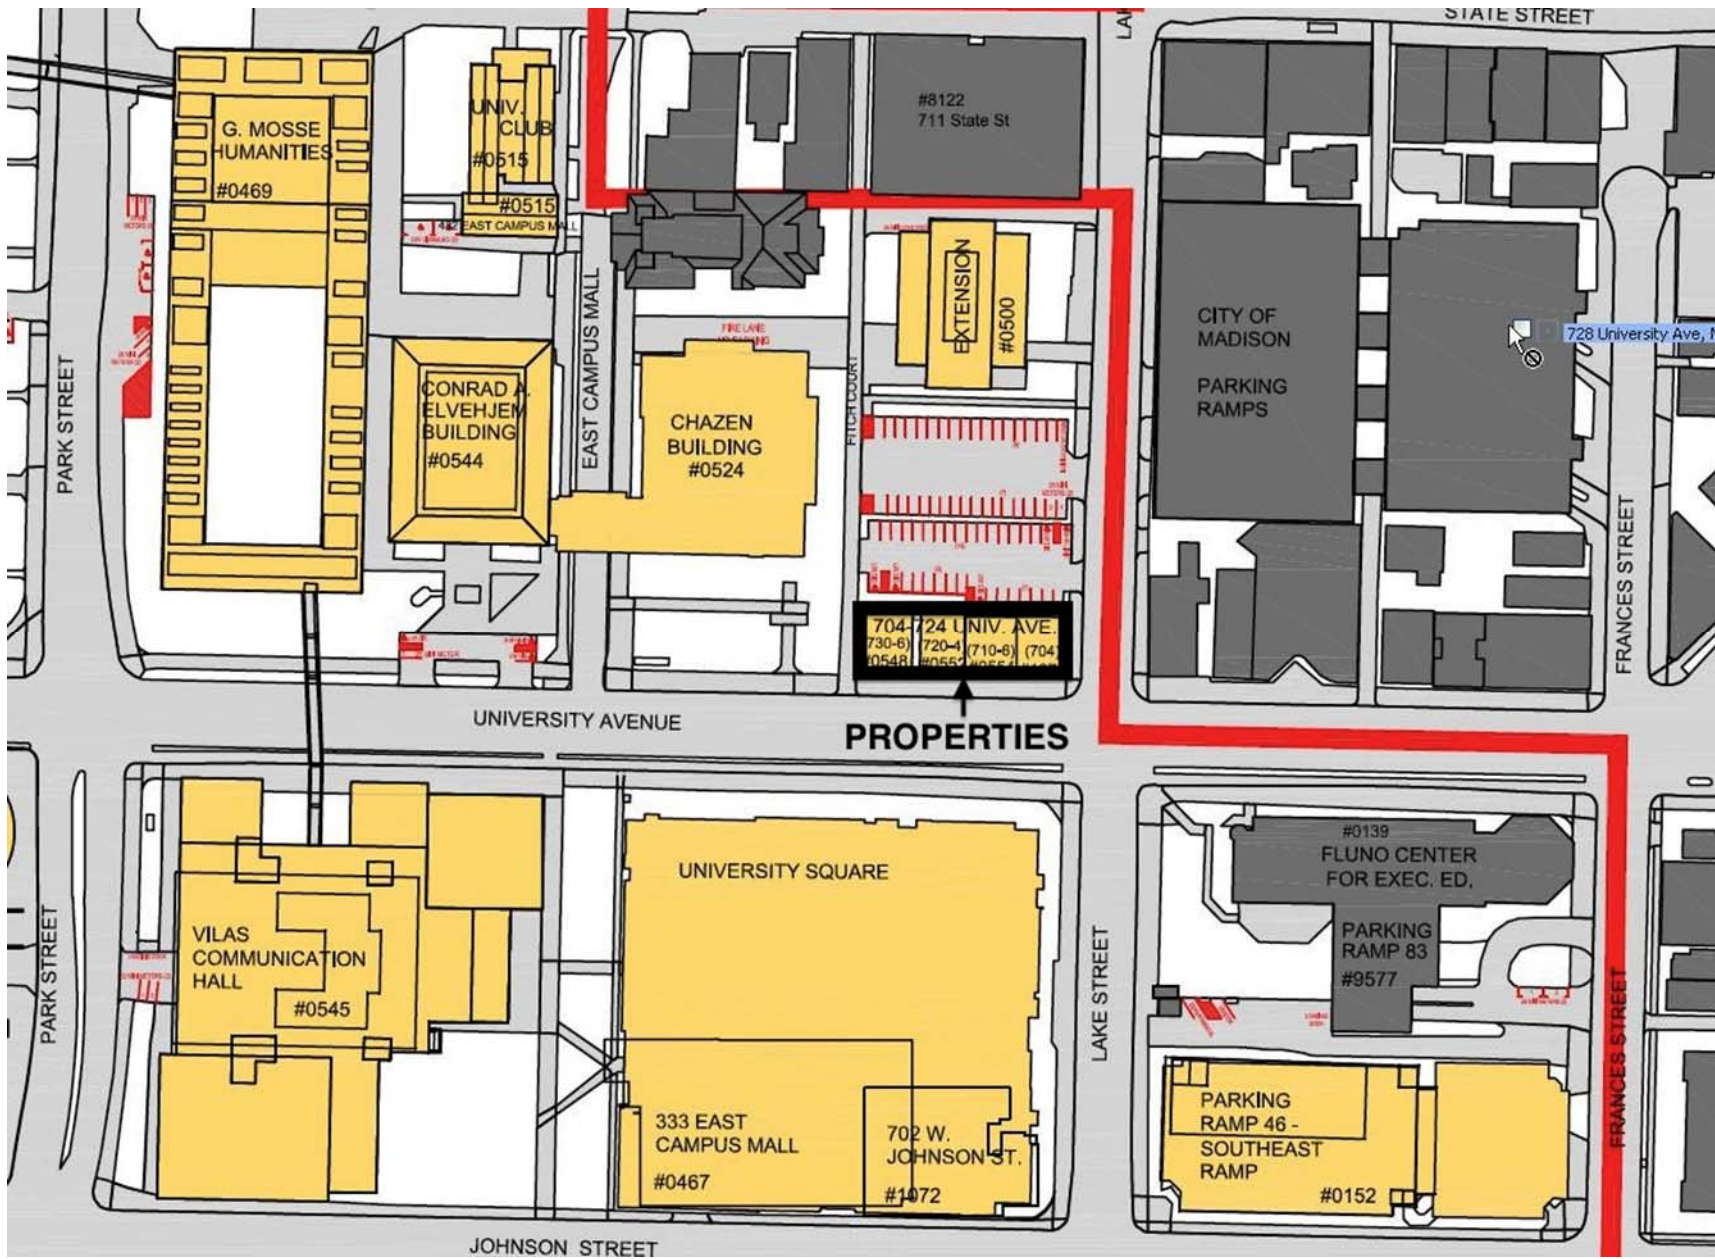 STATE STREET
G. MOSSE
HUMANITIES
#0469
UNIV.
CLUB
#0515
#0515
432 EAST CAMPUS MALL
#8122
711 State St
EXTENSION
#0500
FIRE LANE
NO PARKING
CITY OF
MADISON
PARKING
RAMPS
728 University Ave,
PARK STREET
CONRAD A.
ELVEHJEM
BUILDING
#0544
EAST CAMPUS MALL
CHAZEN
BUILDING
#0524
FITCH COURT
FRANCES STREET
704-724 UNIV. AVE.
(730-6) (720-4) (710-6) (704)
#0548
UNIVERSITY AVENUE
PROPERTIES
UNIVERSITY SQUARE
#0139
FLUNO CENTER
FOR EXEC. ED,
PARKING
RAMP 83
#9577
VILAS
COMMUNICATION
HALL
#0545
PARK STREET
LAKE STREET
FRANCES STREET
333 EAST
CAMPUS MALL
#0467
702 W.
JOHNSON ST.
#1072
PARKING
RAMP 46 -
SOUTHEAST
RAMP
#0152
JOHNSON STREET